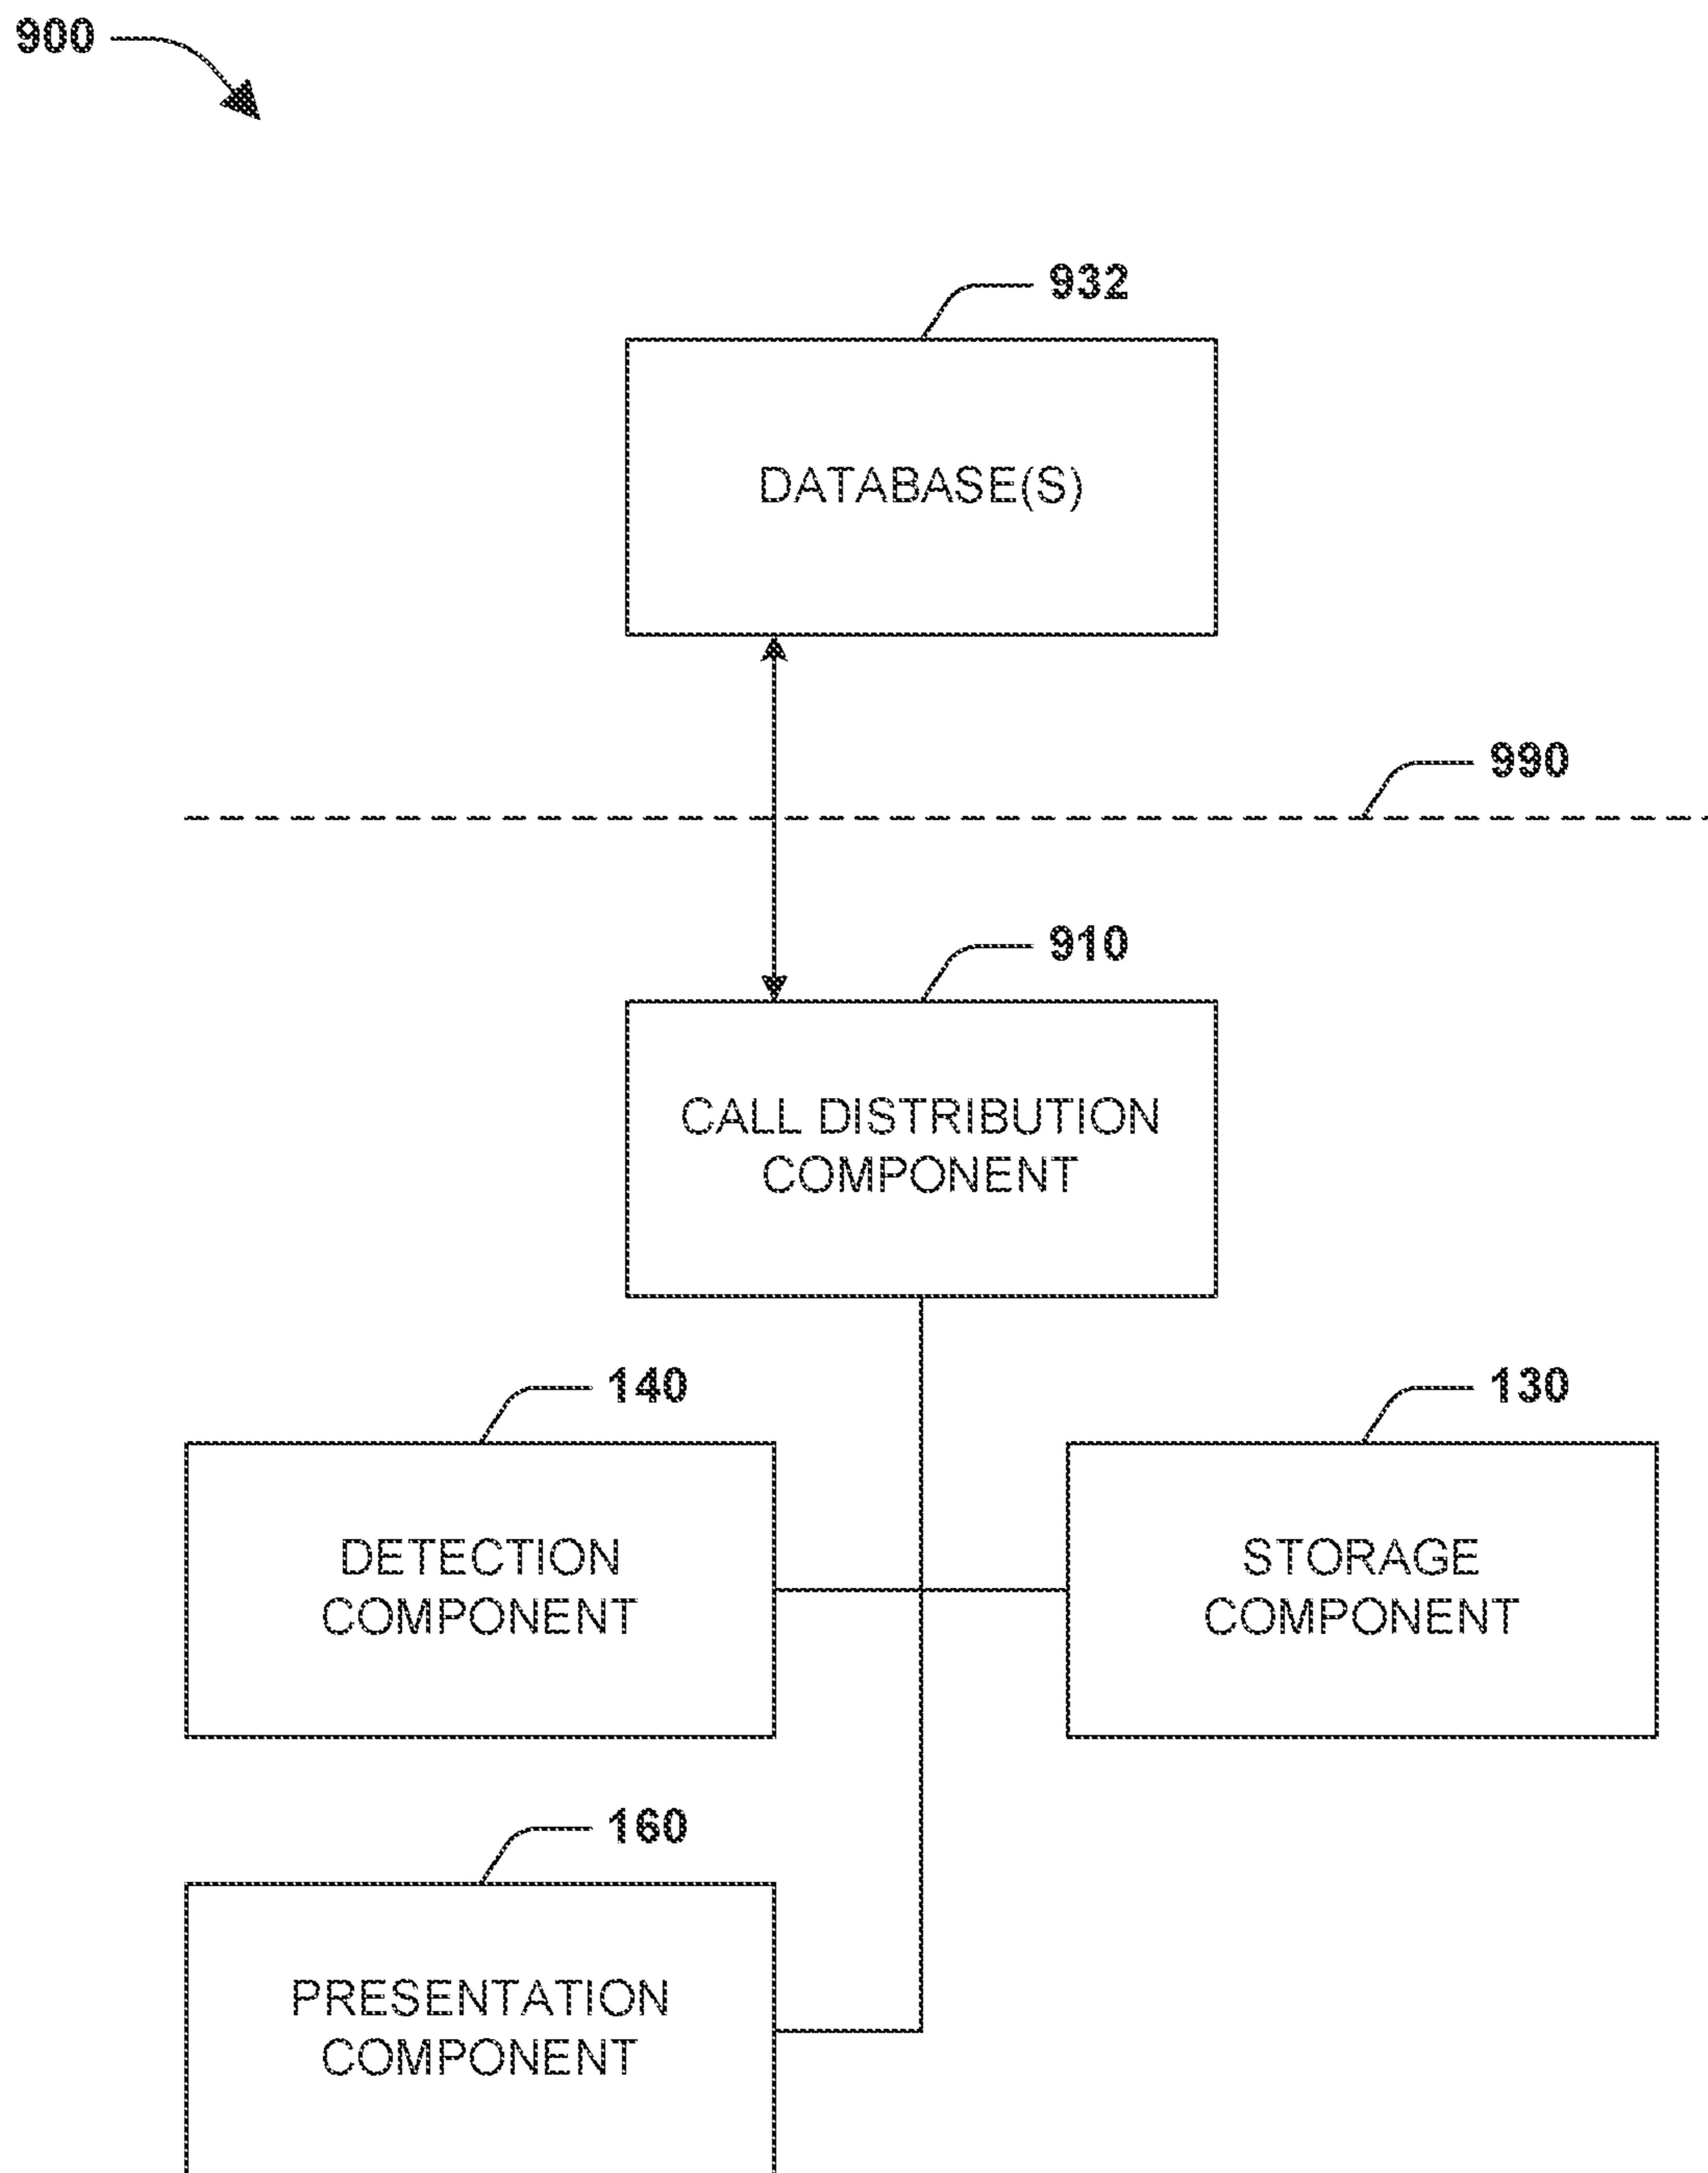 900
932
DATABASE(S)
990
910
CALL DISTRIBUTION
COMPONENT
140
130
DETECTION
COMPONENT
STORAGE
COMPONENT
160
PRESENTATION
COMPONENT